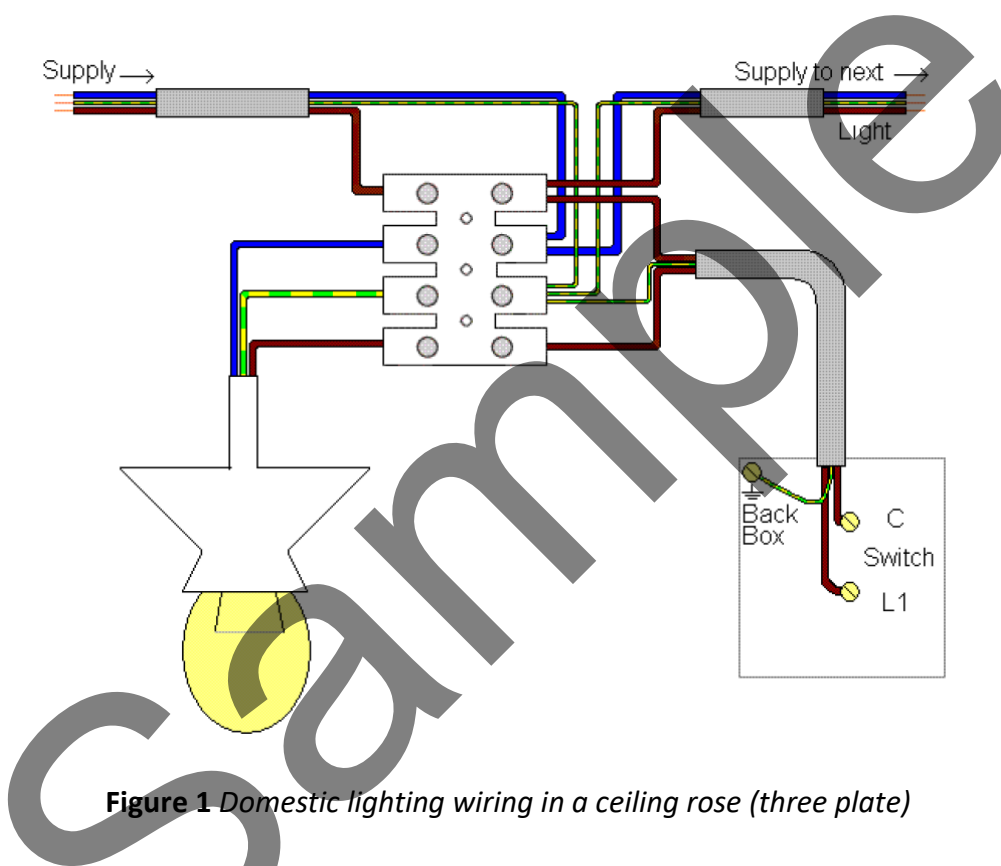 Supply →
Supply to next →
Light
Back
Box
C
Switch
L1
Sample
Figure 1 Domestic lighting wiring in a ceiling rose (three plate)